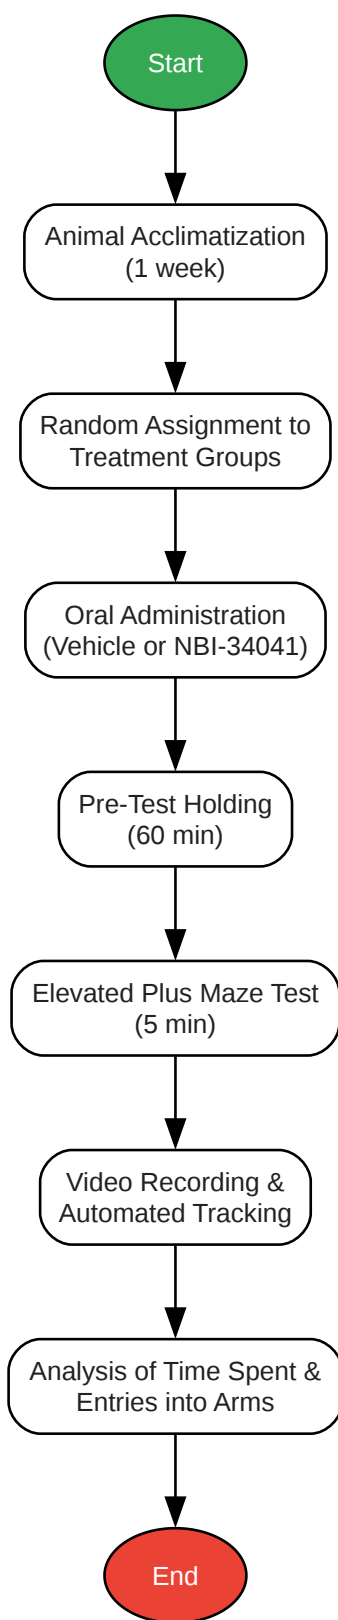 Start
Animal Acclimatization
(1 week)
Random Assignment to
Treatment Groups
Oral Administration
(Vehicle or NBI-34041)
Pre-Test Holding
(60 min)
Elevated Plus Maze Test
(5 min)
Video Recording &
Automated Tracking
Analysis of Time Spent &
Entries into Arms
End